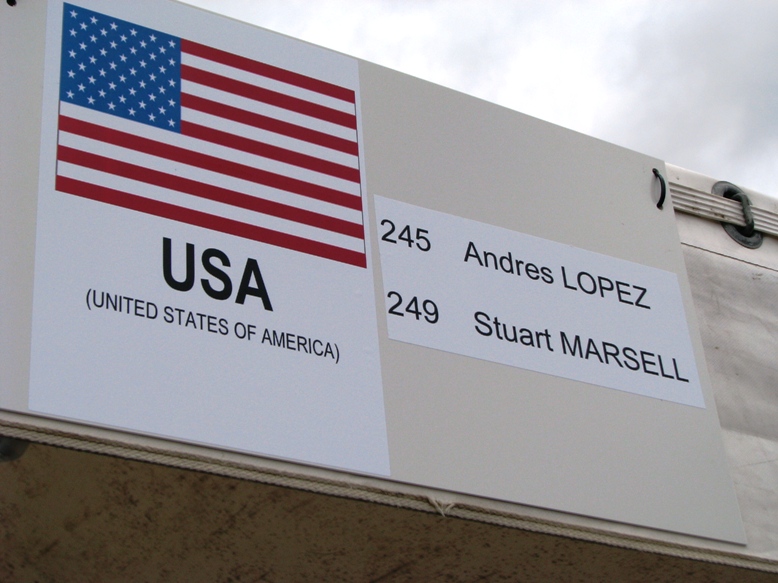 USA
(UNITED STATES OF AMERICA)
245 Andres LOPEZ
249 Stuart MARSELL